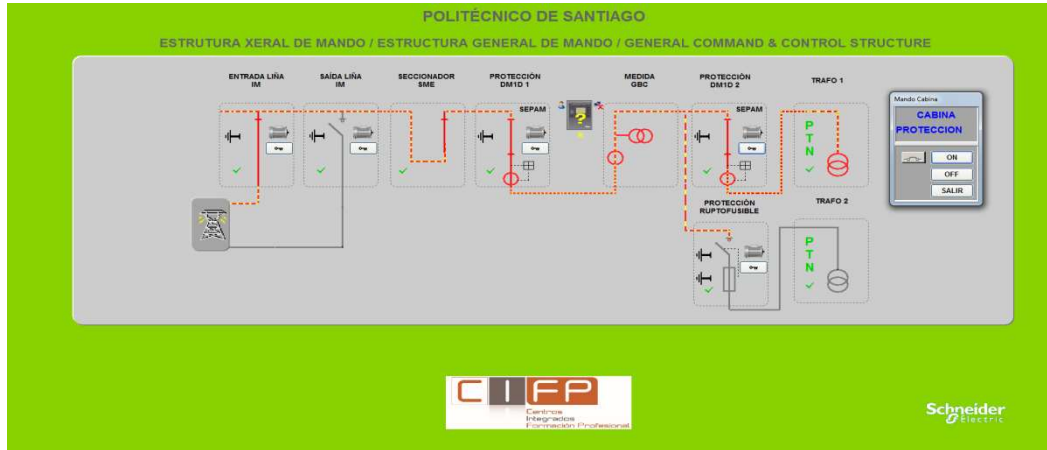 POLITÉCNICO DE SANTIAGO
ESTRUTURA XERAL DE MANDO / ESTRUCTURA GENERAL DE MANDO / GENERAL COMMAND & CONTROL STRUCTURE
ENTRADA LIÑA
IM
SAÍDA LIÑA
IM
SECCIONADOR
SME
PROTECCIÓN
DM1D 1
SEPAM
MEDIDA
GBC
PROTECCIÓN
DM1D 2
SEPAM
TRAFO 1
P
T
N
Mando Cabina
CABINA
PROTECCION
ON
OFF
SALIR
PROTECCIÓN
RUPTOFUSIBLE
TRAFO 2
P
T
N
CIFP
Centros
Integrados
Formación Profesional
Schneider
Electric